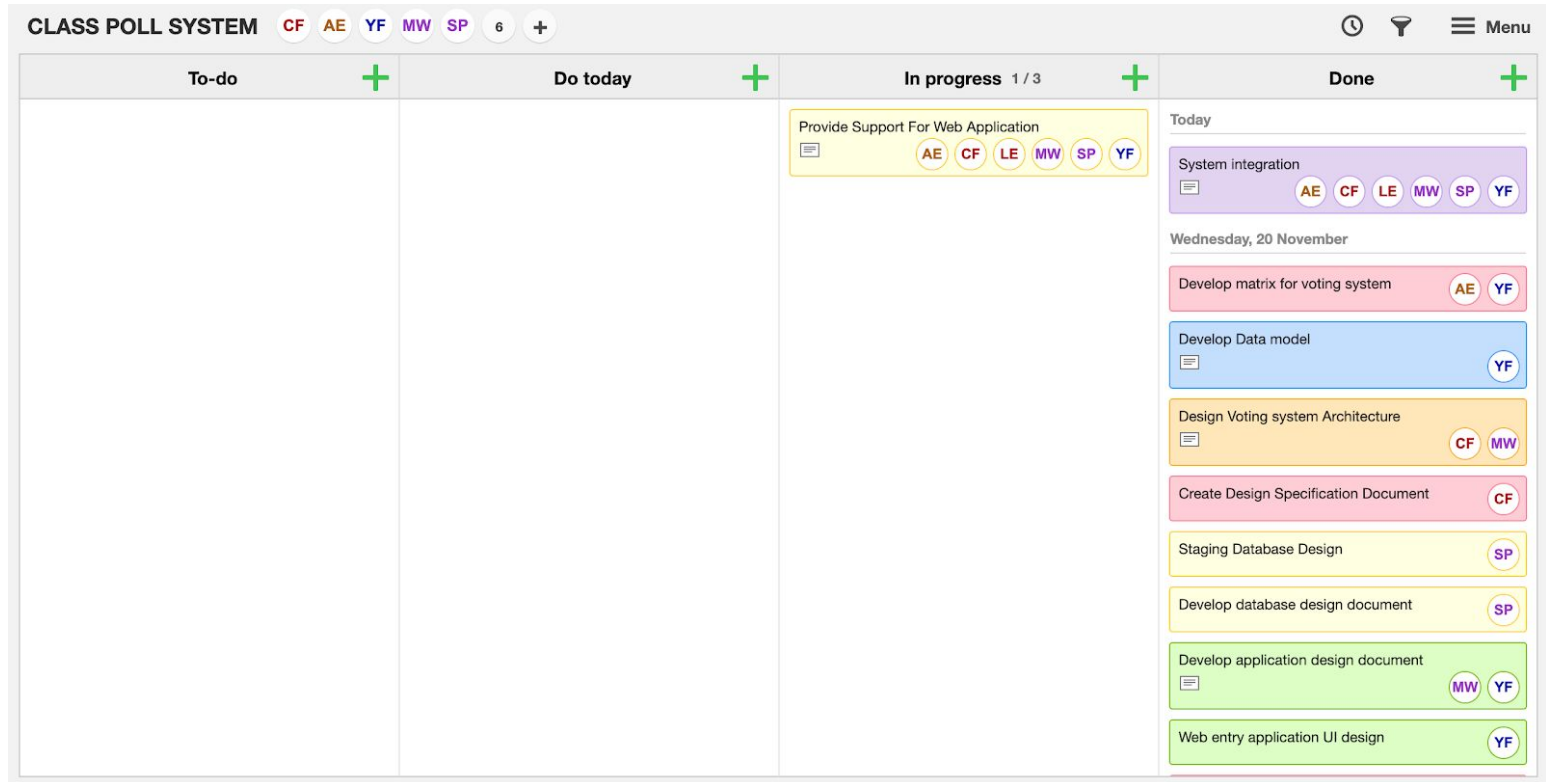 CLASS POLL SYSTEM CF AE YF MW SP 6 +
Menu
To-do
Do today
In progress 1 / 3
Done
Provide Support For Web Application
AE CF LE MW SP YF
Today
System integration
AE CF LE MW SP YF
Wednesday, 20 November
Develop matrix for voting system
AE YF
Develop Data model
YF
Design Voting system Architecture
CF MW
Create Design Specification Document
CF
Staging Database Design
SP
Develop database design document
SP
Develop application design document
MW YF
Web entry application UI design
YF